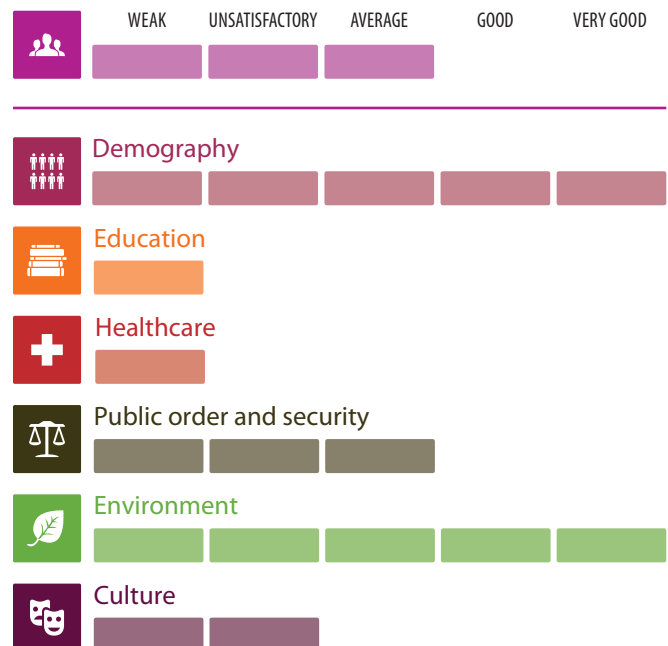 WEAK UNSATISFACTORY AVERAGE GOOD VERY GOOD
Demography
Education
Healthcare
Public order and security
Environment
Culture